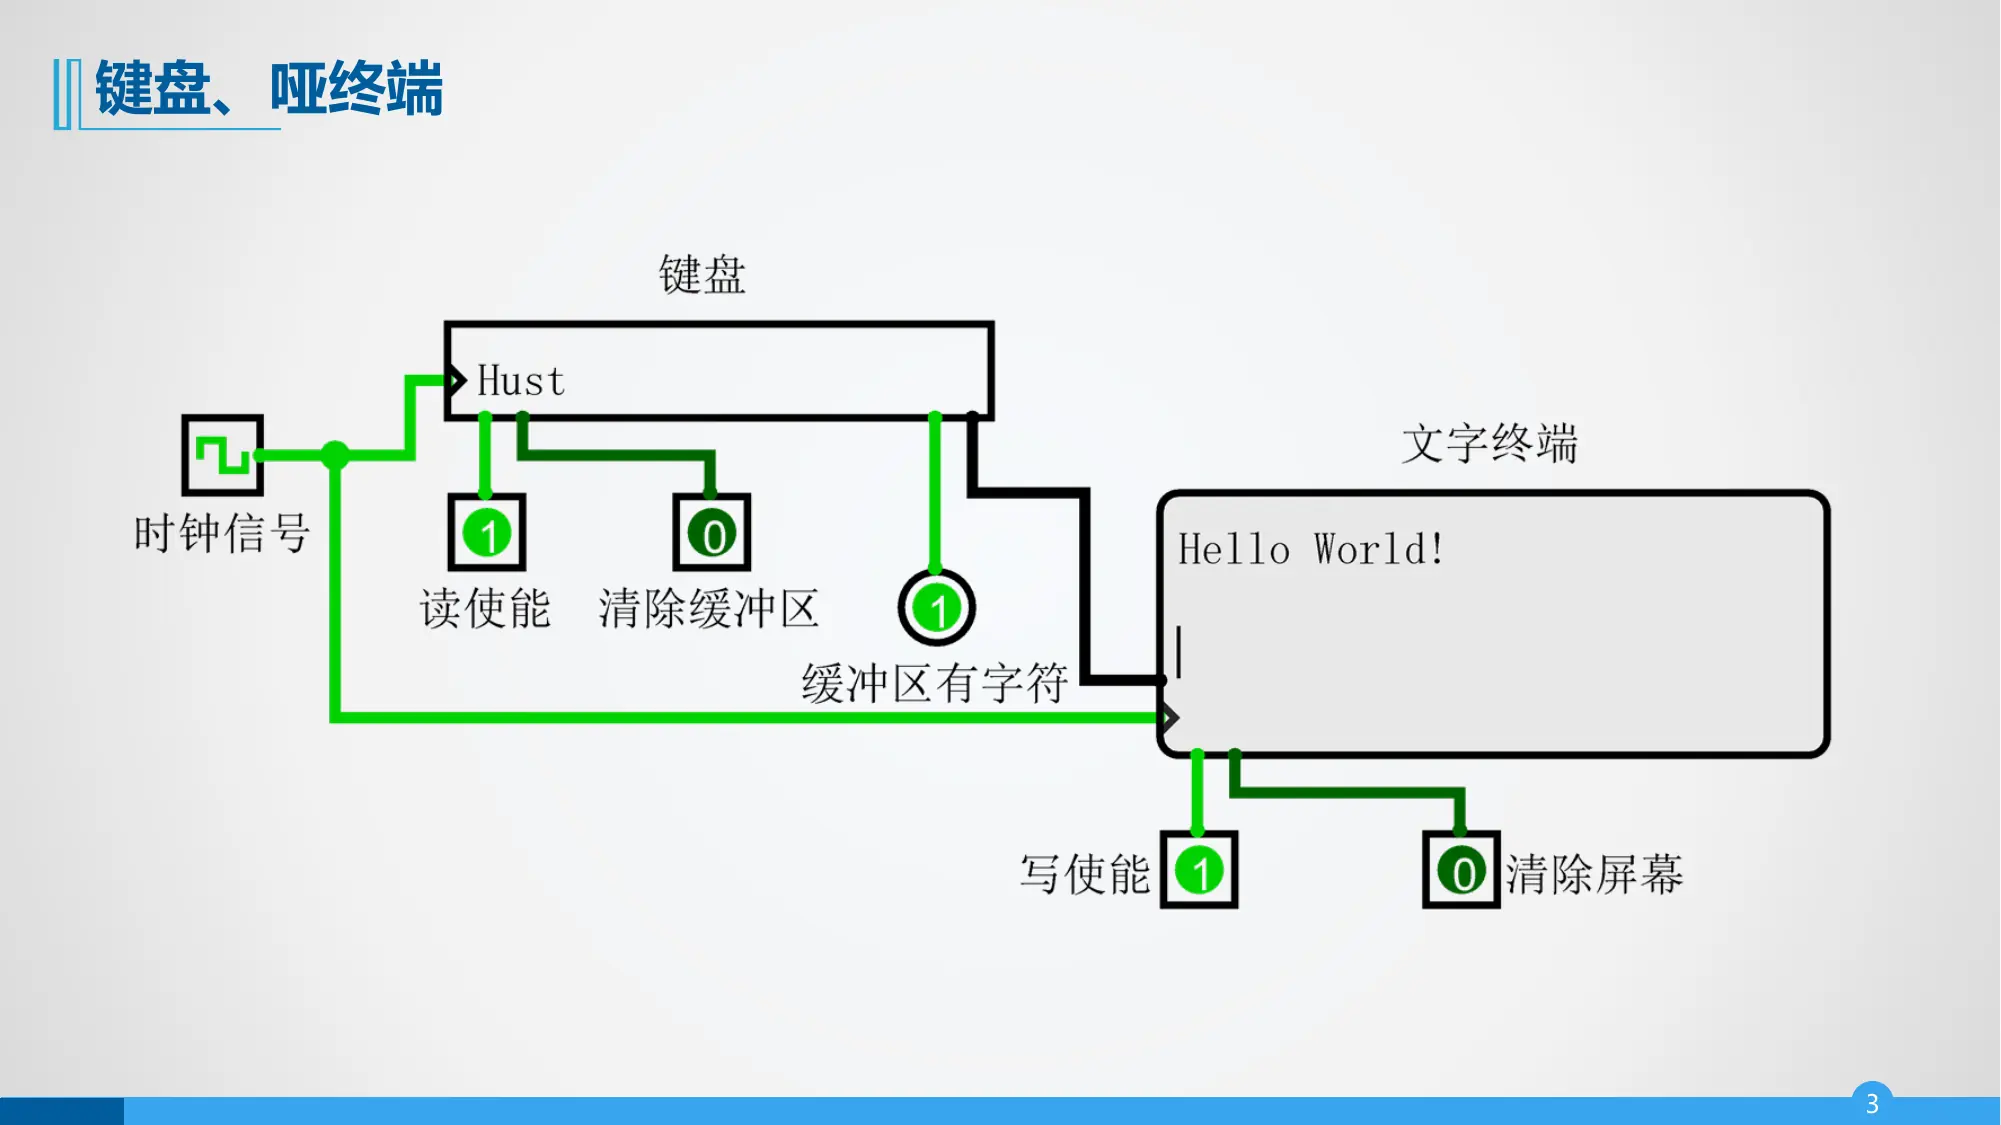 键盘、哑终端
键盘
Hust
文字终端
时钟信号
1
0
Hello World!
读使能
清除缓冲区
1
缓冲区有字符
写使能
1
0
清除屏幕
3